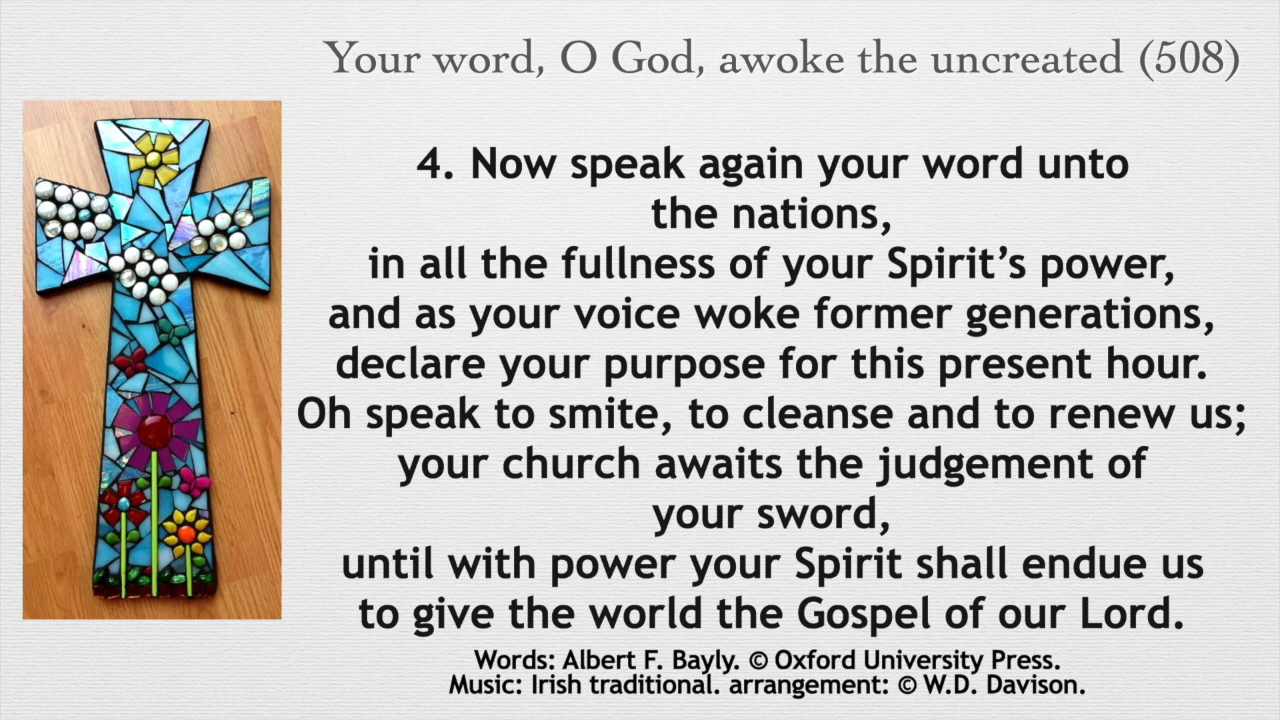 Your word, O God, awoke the uncreated (508)
4. Now speak again your word unto
the nations,
in all the fullness of your Spirit’s power,
and as your voice woke former generations,
declare your purpose for this present hour.
Oh speak to smite, to cleanse and to renew us;
your church awaits the judgement of
your sword,
until with power your Spirit shall endue us
to give the world the Gospel of our Lord.
Words: Albert F. Bayly. © Oxford University Press.
Music: Irish traditional. arrangement: © W.D. Davison.